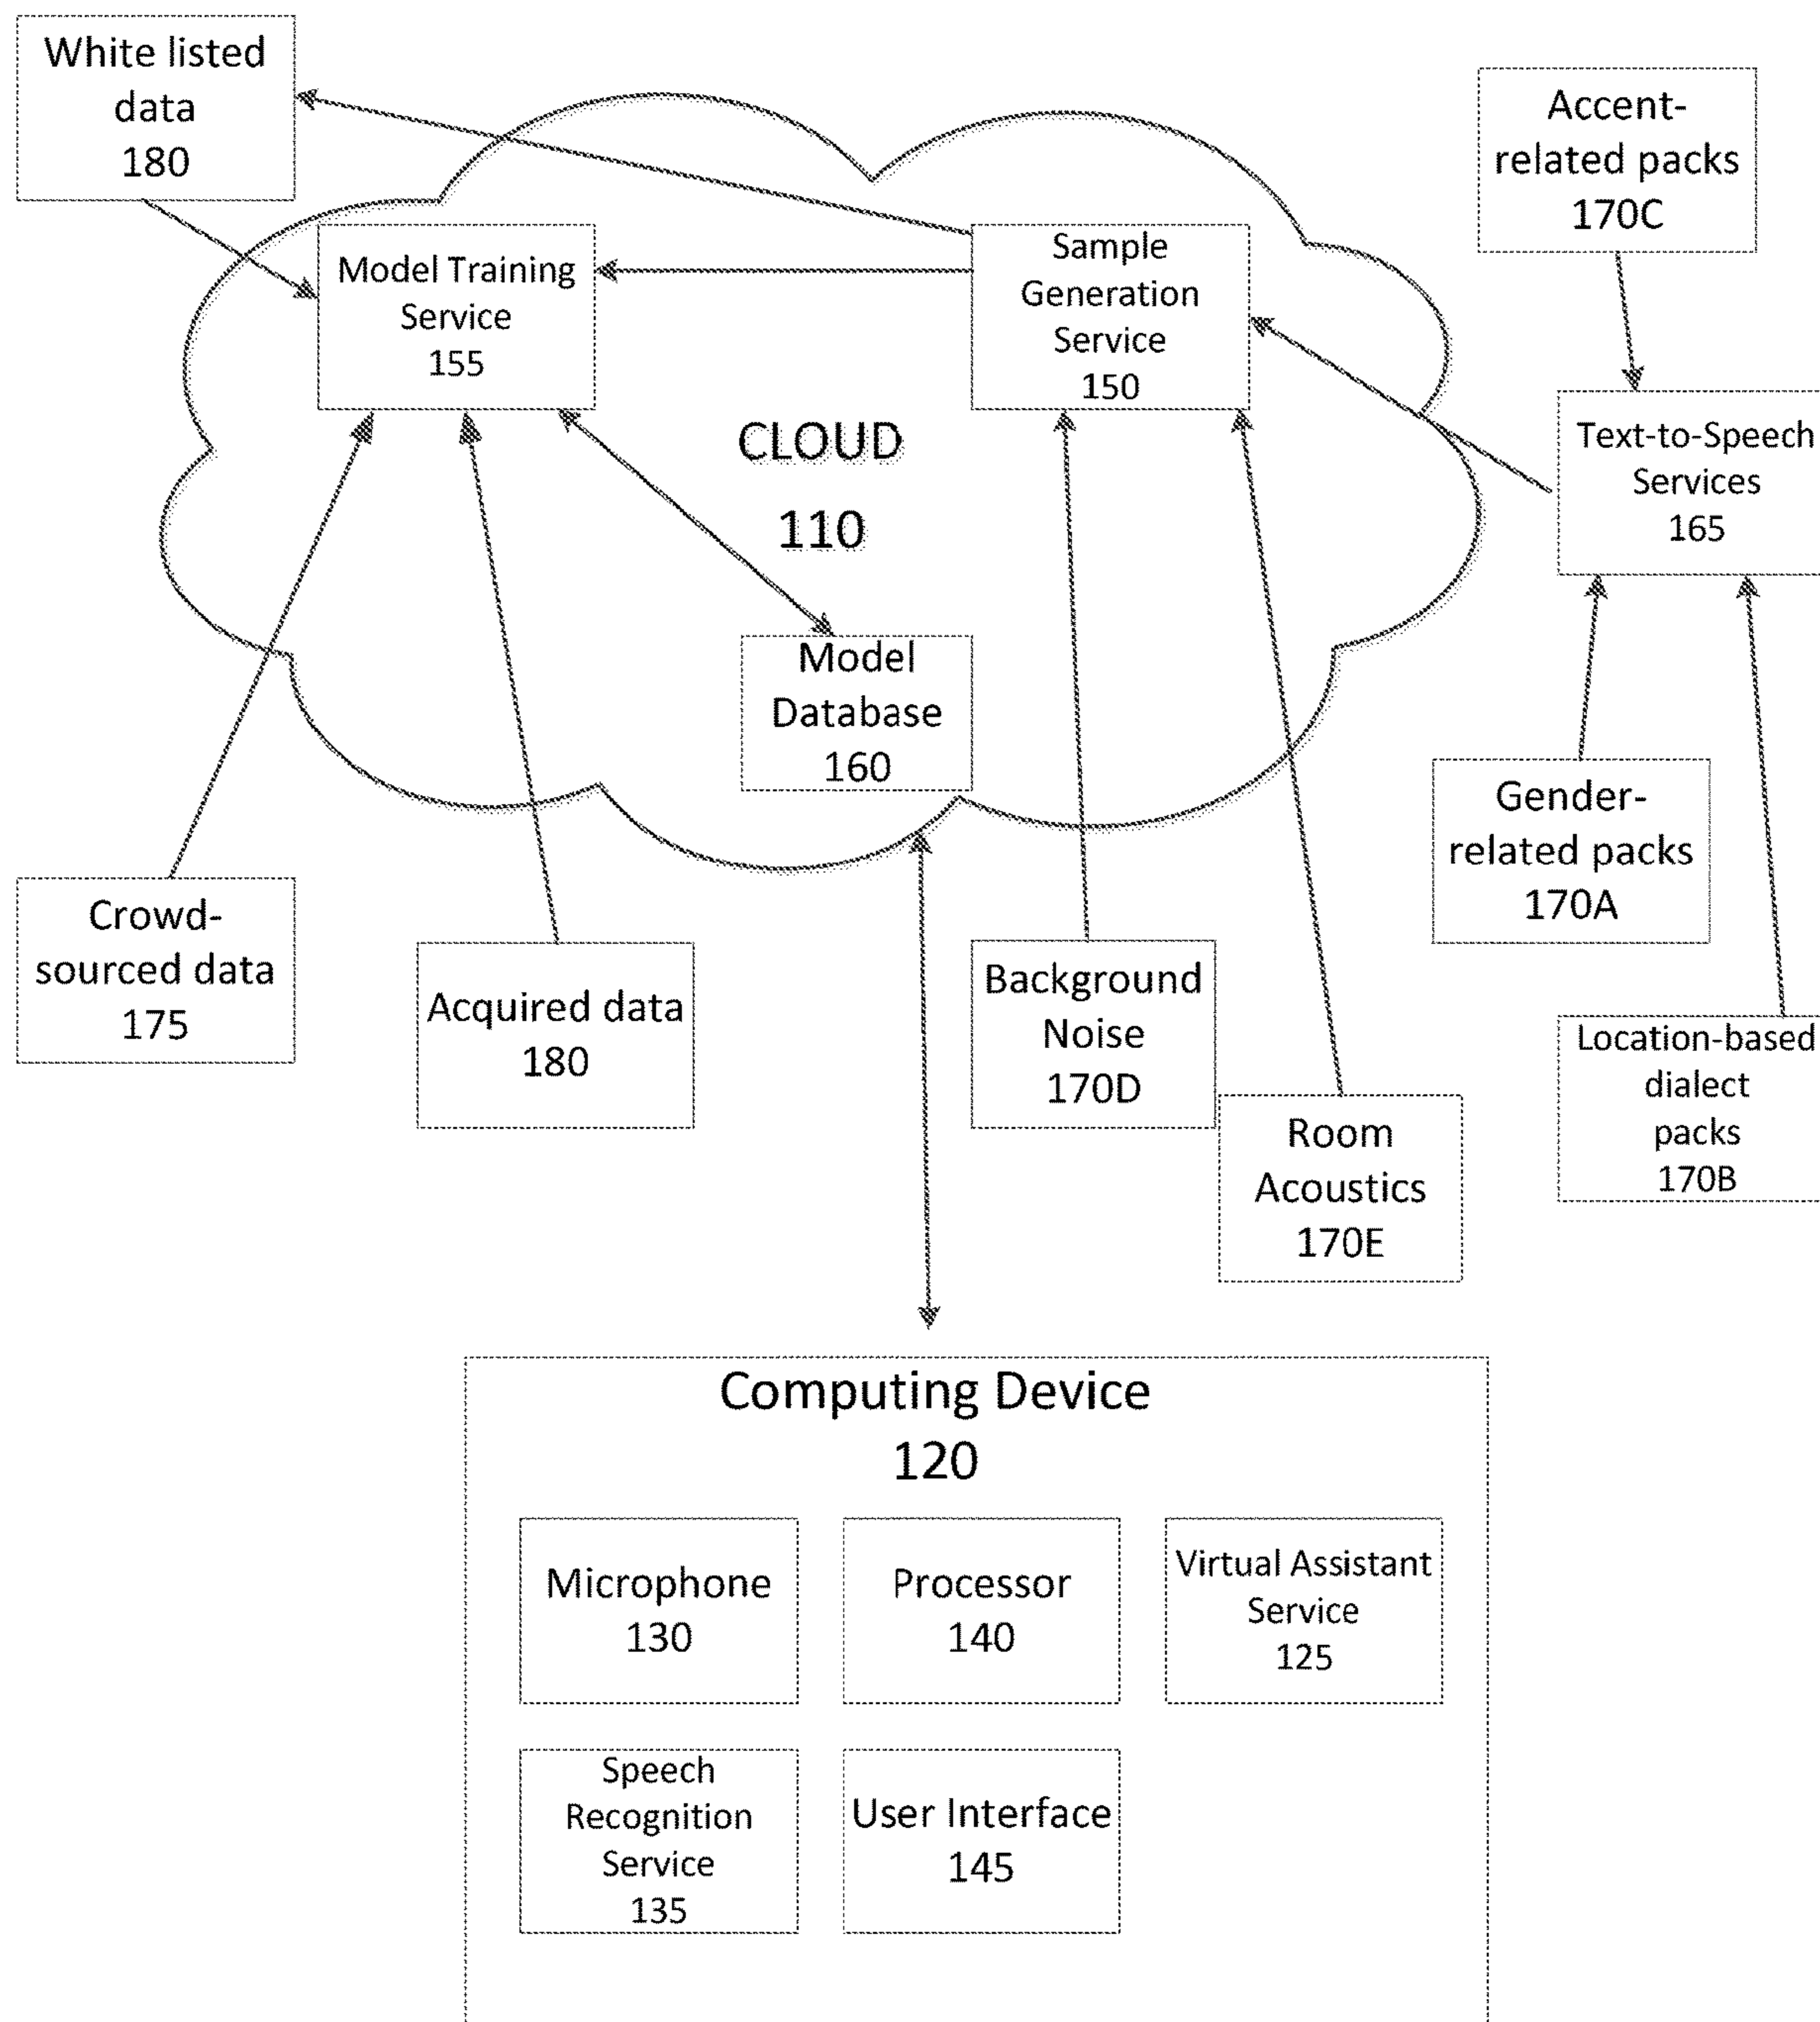 White listed
data
180
Accent-
related packs
170C
Model Training
Service
155
Sample
Generation
Service
150
CLOUD
110
Text-to-Speech
Services
165
Model
Database
160
Gender-
related packs
170A
Crowd-
sourced data
175
Acquired data
180
Background
Noise
170D
Room
Acoustics
170E
Location-based
dialect
packs
170B
Computing Device
120
Microphone
130
Processor
140
Virtual Assistant
Service
125
Speech
Recognition
Service
135
User Interface
145